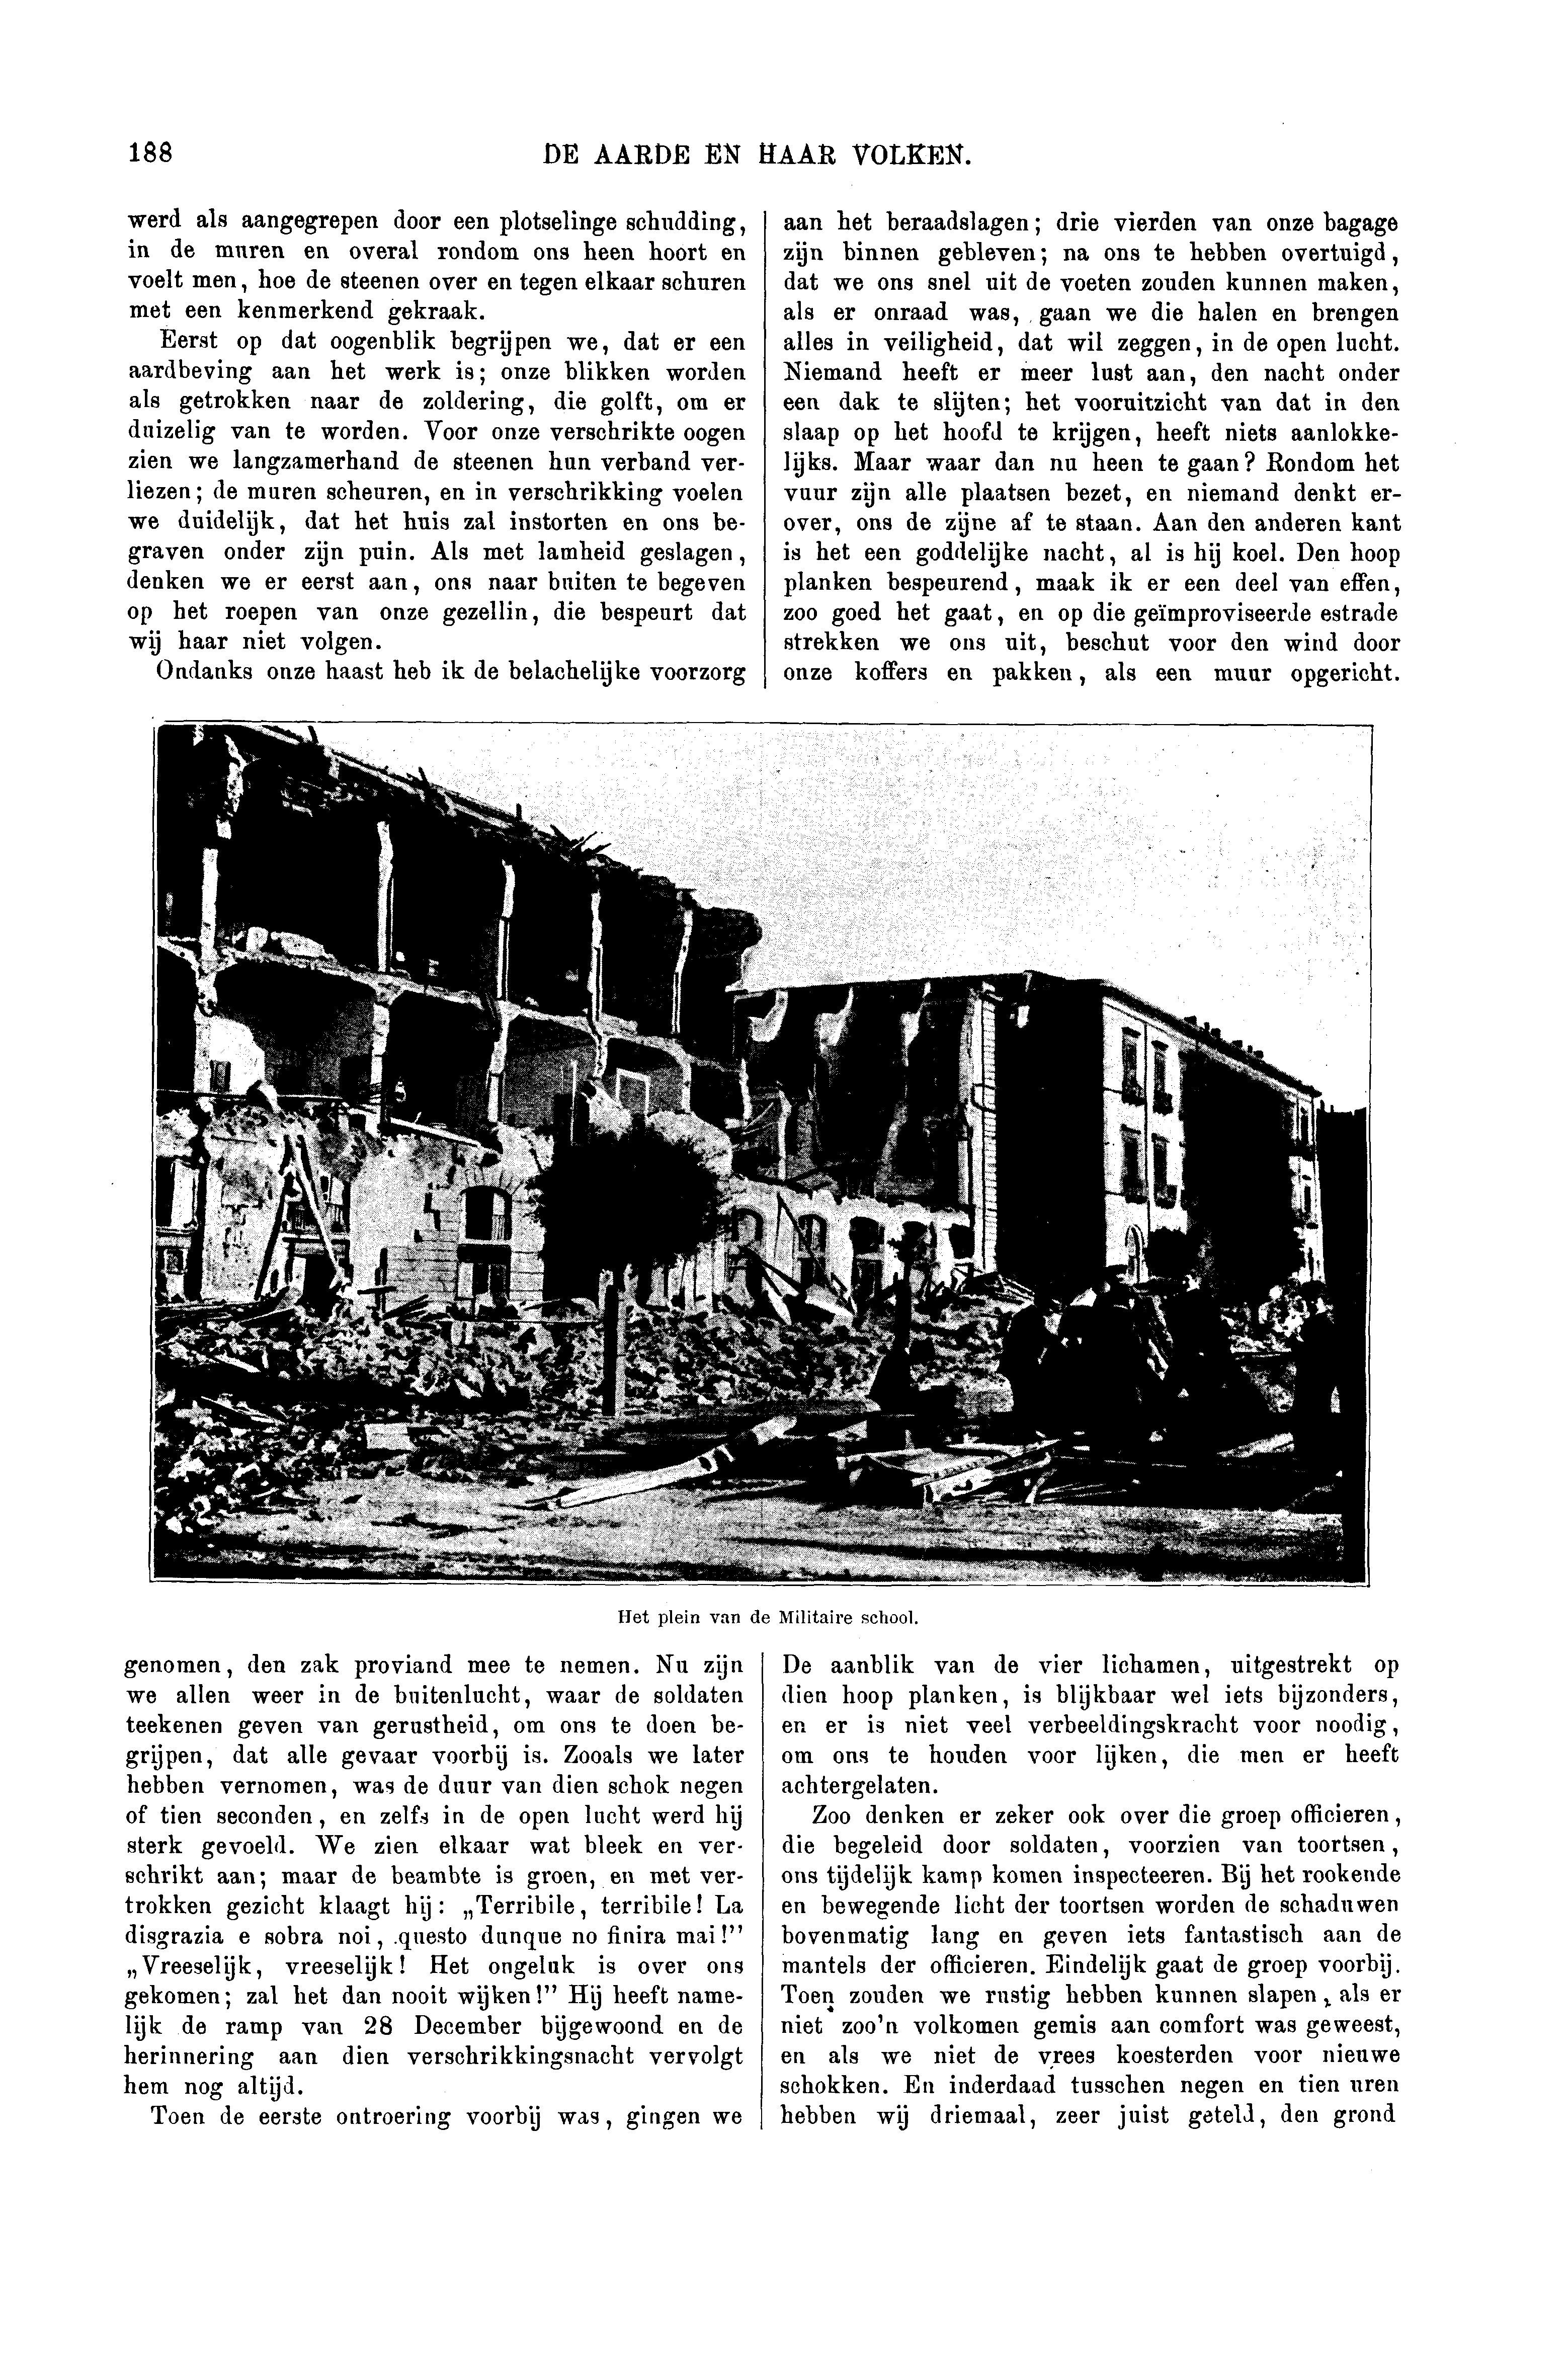 188
DE AARDE EN HAAR VOLKEN.
werd als aangegrepen door een plotselinge schudding,
in de muren en overal rondom ons heen hoort en
voelt men, hoe de steenen over en tegen elkaar schuren
met een kenmerkend gekraak.
Eerst op dat oogenblik begrijpen we, dat er een
aardbeving aan het werk is; onze blikken worden
als getrokken naar de zoldering, die golft, om er
duizelig van te worden. Voor onze verschrikte oogen
zien we langzamerhand de steenen hun verband ver-
liezen; de muren scheuren, en in verschrikking voelen
we duidelijk, dat het huis zal instorten en ons be-
graven onder zijn puin. Als met lamheid geslagen,
denken we er eerst aan, ons naar buiten te begeven
op het roepen van onze gezellin, die bespeurt dat
wij haar niet volgen.
Ondanks onze haast heb ik de belachelijke voorzorg
genomen, den zak proviand mee te nemen. Nu zijn
we allen weer in de buitenlucht, waar de soldaten
teekenen geven van gerustheid, om ons te doen be-
grijpen, dat alle gevaar voorbij is. Zooals we later
hebben vernomen, was de duur van dien schok negen
of tien seconden, en zelfs in de open lucht werd hij
sterk gevoeld. We zien elkaar wat bleek en ver-
schrikt aan; maar de beambte is groen, en met ver-
trokken gezicht klaagt hij: „Terribile, terribile! La
disgrazia e sobra noi, questo dunque no finira mai!”
„Vreeselijk, vreeselijk! Het ongeluk is over ons
gekomen; zal het dan nooit wijken!” Hij heeft name-
lijk de ramp van 28 December bijgewoond en de
herinnering aan dien verschrikkingsnacht vervolgt
hem nog altijd.
Toen de eerste ontroering voorbij was, gingen we
aan het beraadslagen; drie vierden van onze bagage
zijn binnen gebleven; na ons te hebben overtuigd,
dat we ons snel uit de voeten zouden kunnen maken,
als er onraad was, gaan we die halen en brengen
alles in veiligheid, dat wil zeggen, in de open lucht.
Niemand heeft er meer lust aan, den nacht onder
een dak te slijten; het vooruitzicht van dat in den
slaap op het hoofd te krijgen, heeft niets aanlokke-
lijks. Maar waar dan nu heen te gaan? Rondom het
vuur zijn alle plaatsen bezet, en niemand denkt er-
over, ons de zijne af te staan. Aan den anderen kant
is het een goddelijke nacht, al is hij koel. Den hoop
planken bespeurend, maak ik er een deel van effen,
zoo goed het gaat, en op die geïmproviseerde estrade
strekken we ons uit, beschut voor den wind door
onze koffers en pakken, als een muur opgericht.
De aanblik van de vier lichamen, uitgestrekt op
dien hoop planken, is blijkbaar wel iets bijzonders,
en er is niet veel verbeeldingskracht voor noodig,
om ons te houden voor lijken, die men er heeft
achtergelaten.
Zoo denken er zeker ook over die groep officieren,
die begeleid door soldaten, voorzien van toortsen,
ons tijdelijk kamp komen inspecteeren. Bij het rookende
en bewegende licht der toortsen worden de schaduwen
bovenmatig lang en geven iets fantastisch aan de
mantels der officieren. Eindelijk gaat de groep voorbij.
Toen zouden we rustig hebben kunnen slapen, als er
niet zoo'n volkomen gemis aan comfort was geweest,
en als we niet de vrees koesterden voor nieuwe
schokken. En inderdaad tusschen negen en tien uren
hebben wij driemaal, zeer juist geteld, den grond
Het plein van de Militaire school.